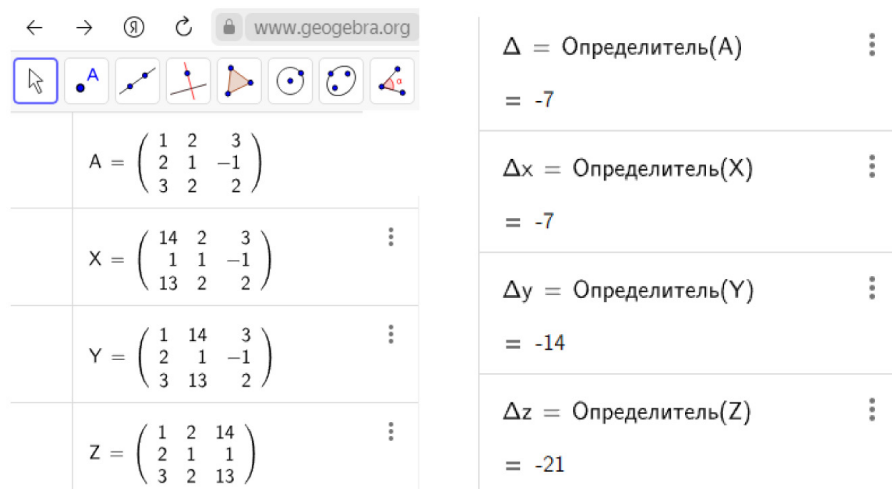 www.geogebra.org
A
α
A = ( 1 2 3
2 1 −1
3 2 2 )
X = ( 14 2 3
1 1 −1
13 2 2 )
Y = ( 1 14 3
2 1 −1
3 13 2 )
Z = ( 1 2 14
2 1 1
3 2 13 )
Δ = Определитель(A)
= -7
Δx = Определитель(X)
= -7
Δy = Определитель(Y)
= -14
Δz = Определитель(Z)
= -21